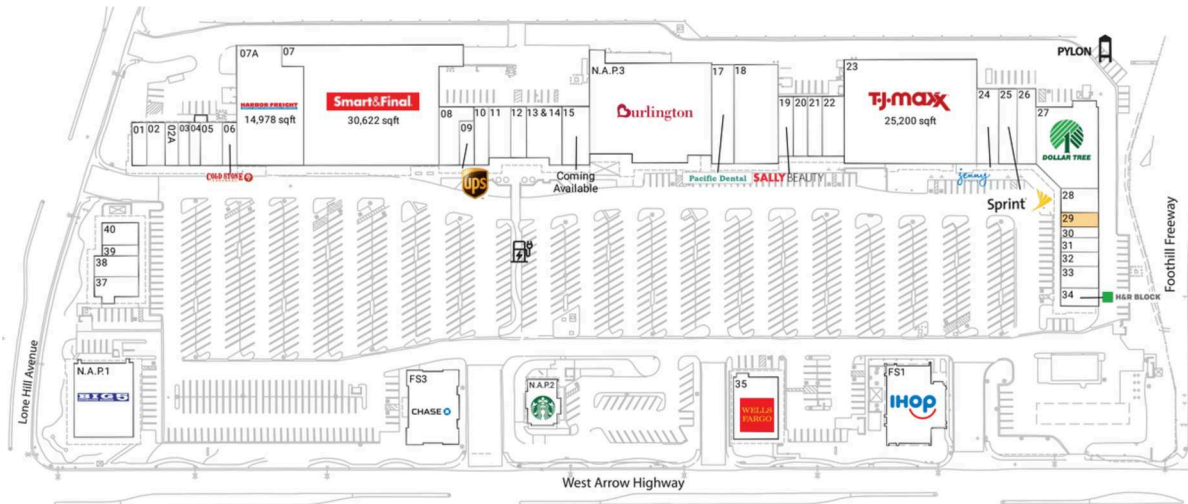 PYLON
07A
07
HARBOR FREIGHT
14,978 sqft
Smart&Final.
30,622 sqft
01
02
02A
03
04
05
06
COLD STONE
08
09
10
11
12
13 & 14
15
ups
Coming
Available
N.A.P.3
Burlington
17
18
Pacific Dental
19
20
21
22
SALLY BEAUTY
23
T.J.maxx
25,200 sqft
24
25
26
jenny
Sprint
27
DOLLAR TREE
28
29
30
31
32
33
34
H&R BLOCK
Foothill Freeway
40
39
38
37
Lone Hill Avenue
N.A.P.1
BIG 5
FS3
CHASE
N.A.P.2
35
WELLS
FARGO
FS1
IHOP
West Arrow Highway